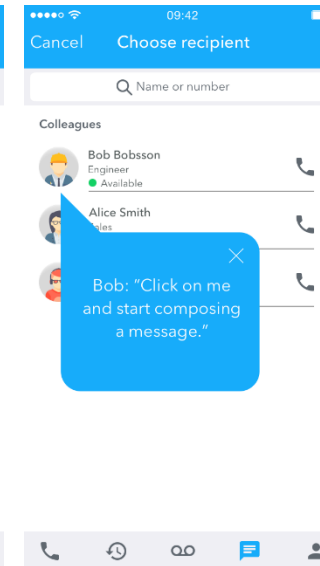 09:42
Cancel Choose recipient
Name or number
Colleagues
Bob Bobsson
Engineer
Available
Alice Smith
Sales
Bob: “Click on me
and start composing
a message.”